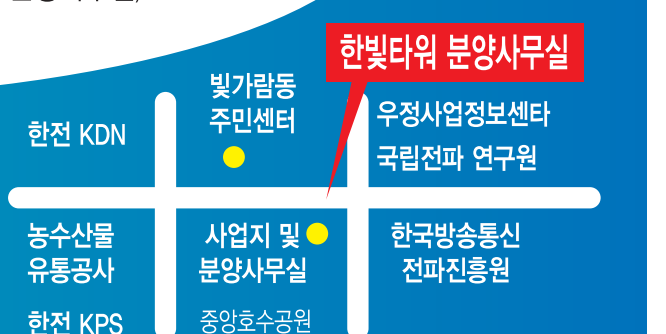 한빛타워 분양사무실
빛가람동
주민센터
한전 KDN
우정사업정보센타
국립전파 연구원
농수산물
유통공사
사업지 및
분양사무실
한국방송통신
전파진흥원
한전 KPS
중앙호수공원